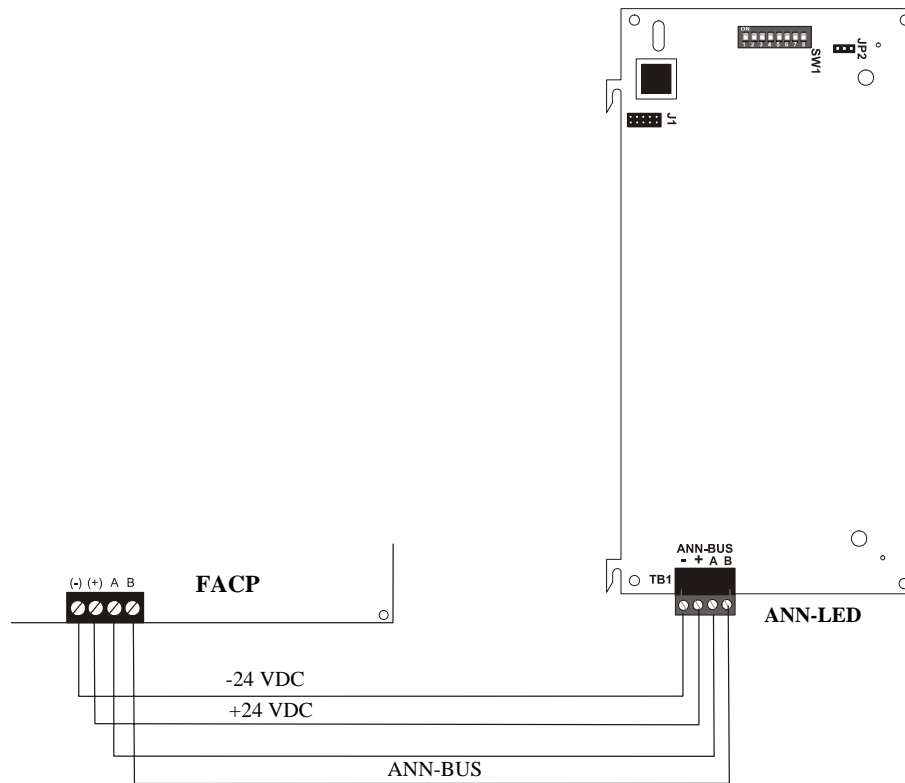 ON
1 2 3 4 5 6 7 8
SW1
JP2
J1
ANN-BUS
- + A B
TB1
ANN-LED
(-) (+) A B
FACP
-24 VDC
+24 VDC
ANN-BUS